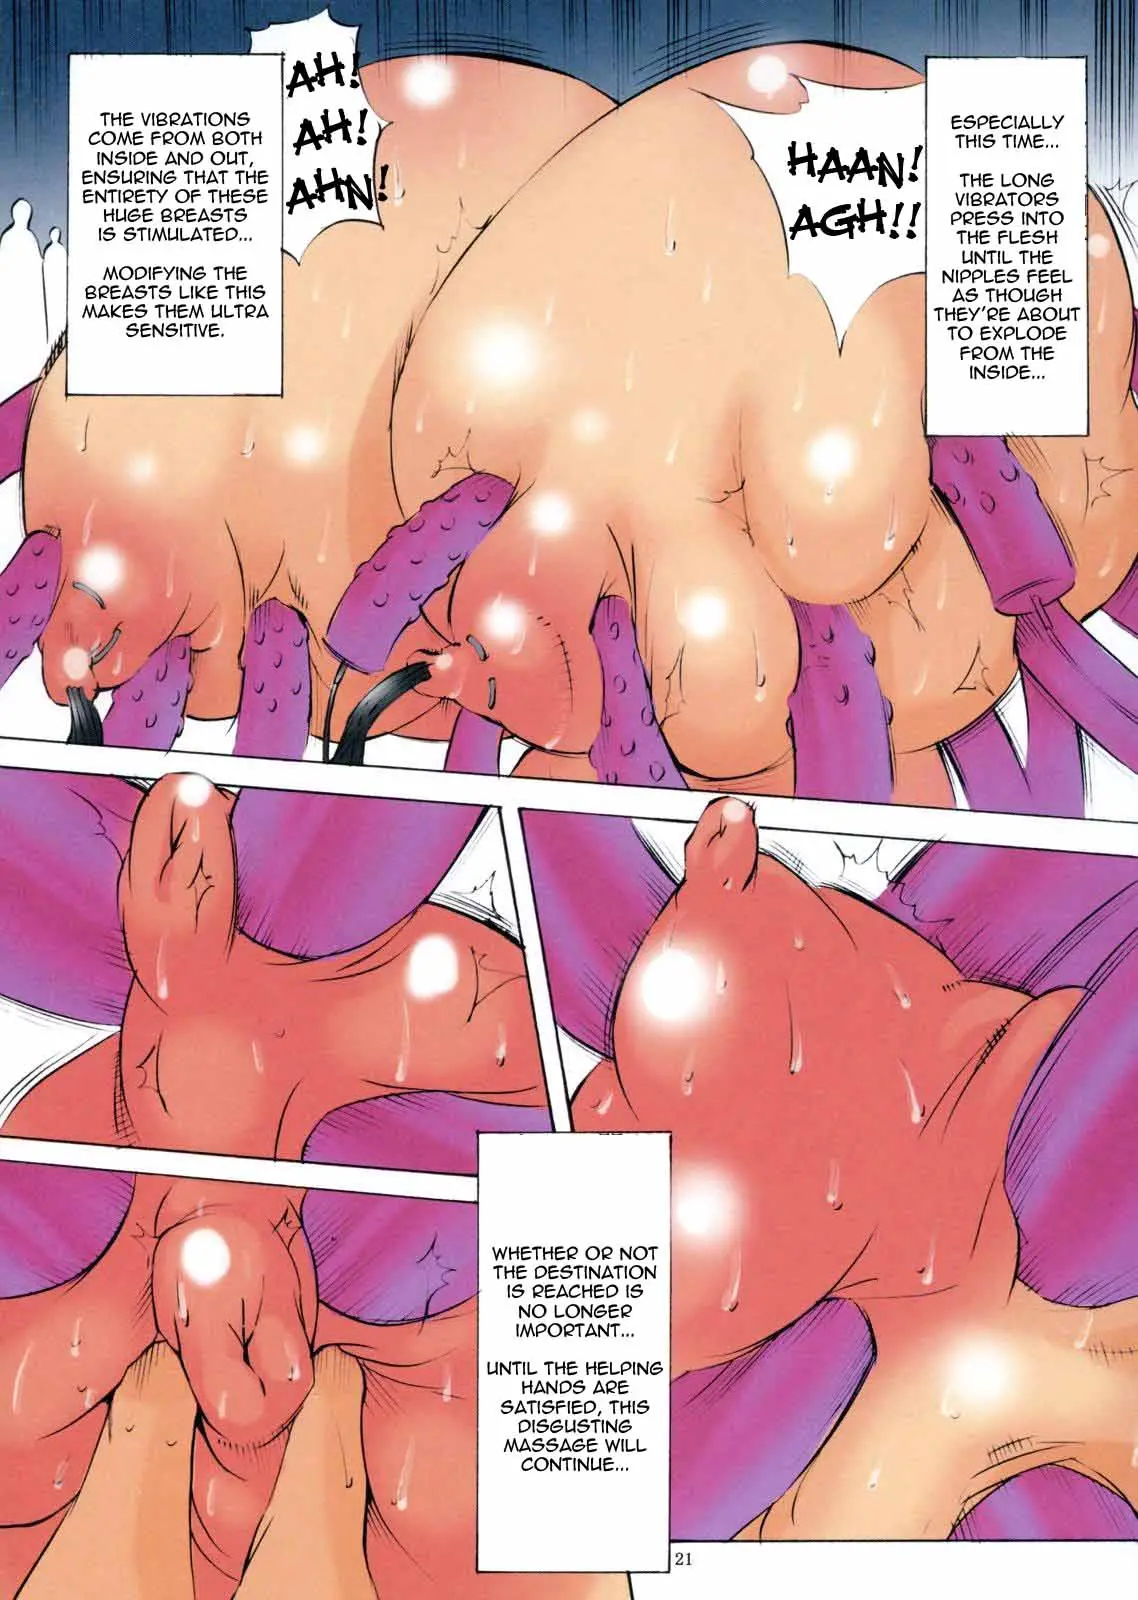 THE VIBRATIONS
COME FROM BOTH
INSIDE AND OUT,
ENSURING THAT THE
ENTIRETY OF THESE
HUGE BREASTS
IS STIMULATED...
MODIFYING THE
BREASTS LIKE THIS
MAKES THEM ULTRA
SENSITIVE.
AH!
AH!
AHN!
HAAN!
AGH!!
ESPECIALLY
THIS TIME...
THE LONG
VIBRATORS
PRESS INTO
THE FLESH
UNTIL THE
NIPPLES FEEL
AS THOUGH
THEY'RE ABOUT
TO EXPLODE
FROM THE
INSIDE...
WHETHER OR NOT
THE DESTINATION
IS REACHED IS
NO LONGER
IMPORTANT...
UNTIL THE HELPING
HANDS ARE
SATISFIED, THIS
DISGUSTING
MASSAGE WILL
CONTINUE...
21